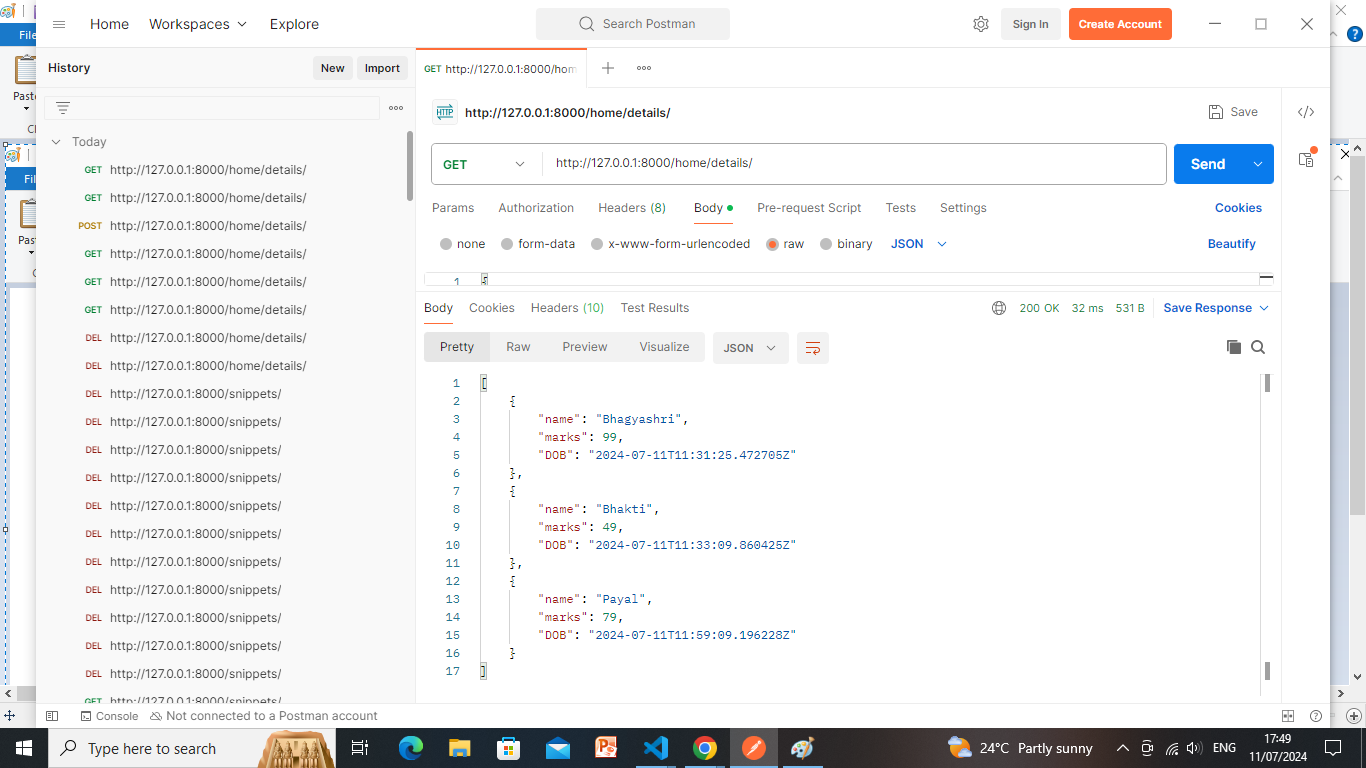 File
Home
Workspaces
Explore
Search Postman
Sign In
Create Account
Paste
History
New
Import
GET http://127.0.0.1:8000/hom
Today
GET http://127.0.0.1:8000/home/details/
GET http://127.0.0.1:8000/home/details/
POST http://127.0.0.1:8000/home/details/
GET http://127.0.0.1:8000/home/details/
GET http://127.0.0.1:8000/home/details/
GET http://127.0.0.1:8000/home/details/
DEL http://127.0.0.1:8000/home/details/
DEL http://127.0.0.1:8000/home/details/
DEL http://127.0.0.1:8000/snippets/
DEL http://127.0.0.1:8000/snippets/
DEL http://127.0.0.1:8000/snippets/
DEL http://127.0.0.1:8000/snippets/
DEL http://127.0.0.1:8000/snippets/
DEL http://127.0.0.1:8000/snippets/
DEL http://127.0.0.1:8000/snippets/
DEL http://127.0.0.1:8000/snippets/
DEL http://127.0.0.1:8000/snippets/
DEL http://127.0.0.1:8000/snippets/
DEL http://127.0.0.1:8000/snippets/
GET http://127.0.0.1:8000/snippets/
HTTP http://127.0.0.1:8000/home/details/
Save
GET http://127.0.0.1:8000/home/details/
Send
Params Authorization Headers (8) Body Pre-request Script Tests Settings Cookies
none form-data x-www-form-urlencoded raw binary JSON Beautify
1 {
Body Cookies Headers (10) Test Results 200 OK 32 ms 531 B Save Response
Pretty Raw Preview Visualize JSON
1 [
2 {
3 "name": "Bhagyashri",
4 "marks": 99,
5 "DOB": "2024-07-11T11:31:25.472705Z"
6 },
7 {
8 "name": "Bhakti",
9 "marks": 49,
10 "DOB": "2024-07-11T11:33:09.860425Z"
11 },
12 {
13 "name": "Payal",
14 "marks": 79,
15 "DOB": "2024-07-11T11:59:09.196228Z"
16 }
17 ]
Console Not connected to a Postman account
Type here to search
24°C Partly sunny
ENG
17:49
11/07/2024